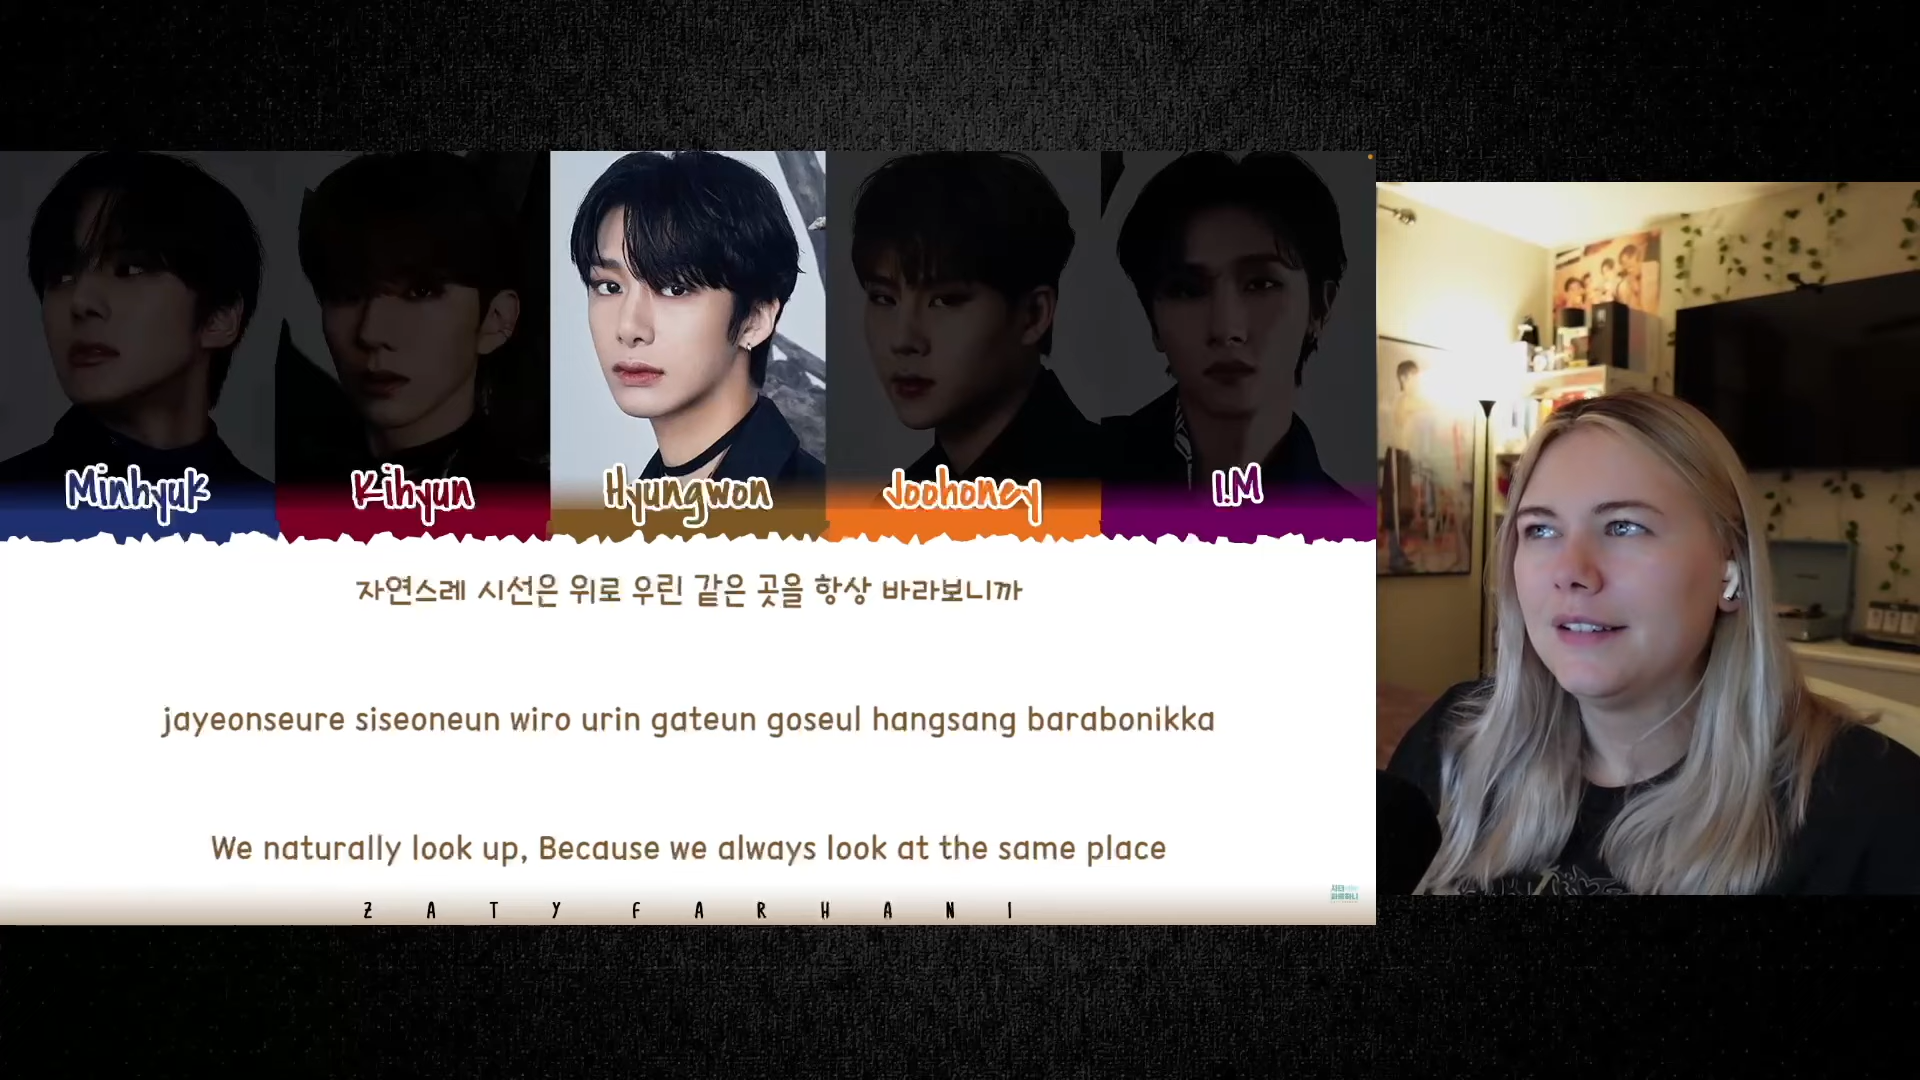 Minhyuk
Kihyun
Hyungwon
Joohoney
I.M
자연스레 시선은 위로 우린 같은 곳을 항상 바라보니까
jayeonseure siseoneun wiro urin gateun goseul hangsang barabonikka
We naturally look up, Because we always look at the same place
ZATY FARHANI